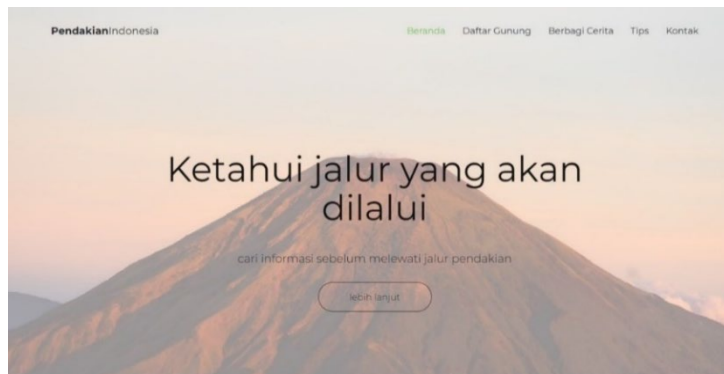 PendakianIndonesia
Beranda Daftar Gunung Berbagi Cerita Tips Kontak
Ketahui jalur yang akan
dilalui
cari informasi sebelum melewati jalur pendakian
lebih lanjut